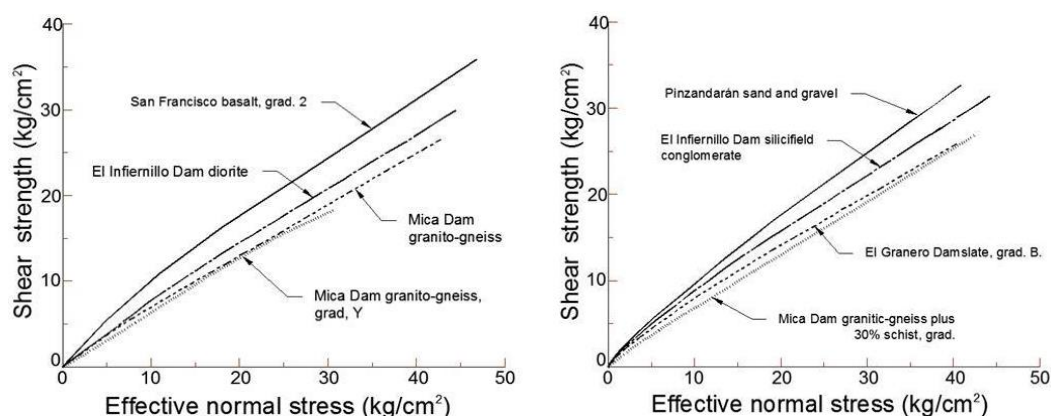 40
30
20
10
0
Shear strength (kg/cm²)
San Francisco basalt, grad. 2
El Infiernillo Dam diorite
Mica Dam
granito-gneiss
Mica Dam granito-gneiss,
grad, Y
0
10
20
30
40
50
Effective normal stress (kg/cm²)
40
30
20
10
0
Shear strength (kg/cm²)
Pinzandarán sand and gravel
El Infiernillo Dam silicifield
conglomerate
El Granero Damslate, grad. B.
Mica Dam granitic-gneiss plus
30% schist, grad.
0
10
20
30
40
50
Effective normal stress (kg/cm²)